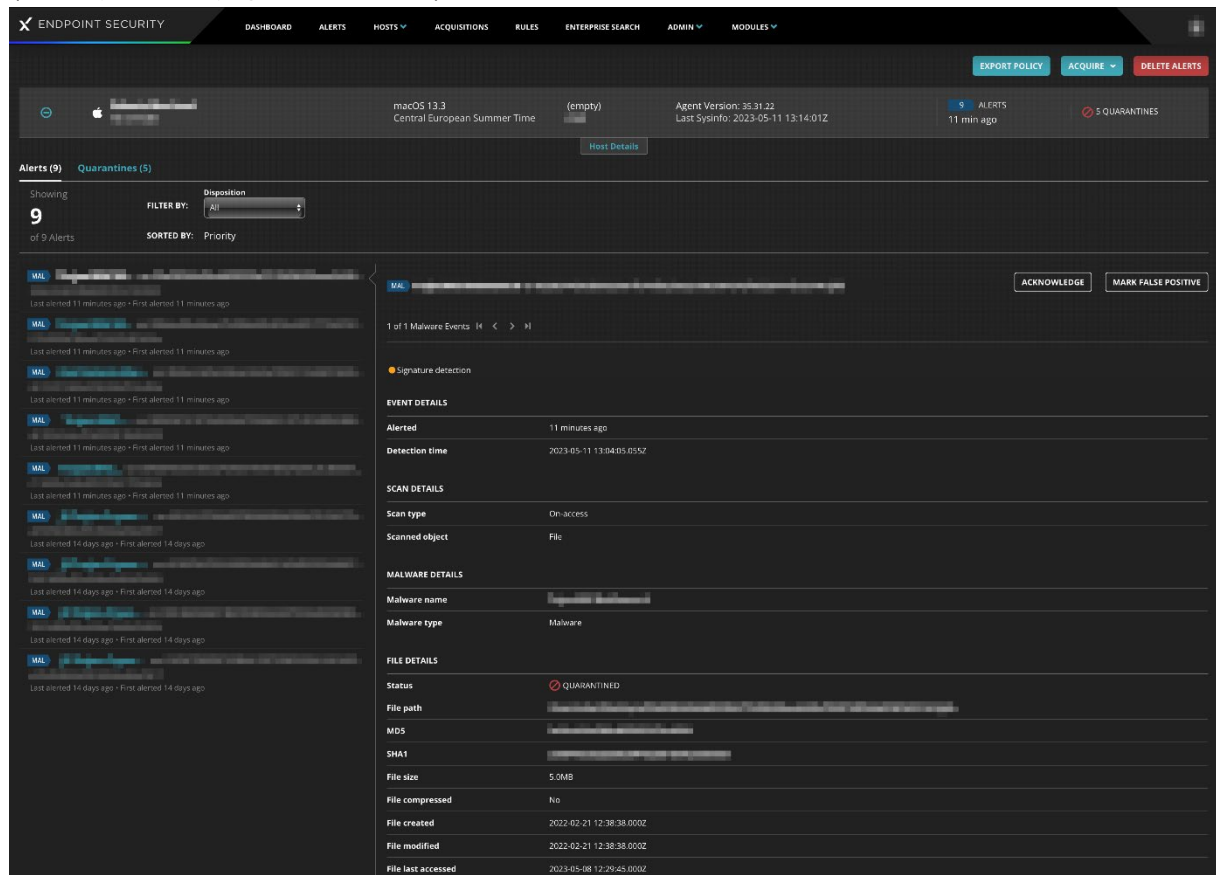 ENDPOINT SECURITY
DASHBOARD ALERTS HOSTS ACQUISITIONS RULES ENTERPRISE SEARCH ADMIN MODULES
EXPORT POLICY ACQUIRE DELETE ALERTS
macOS 13.3 (empty) Agent Version: 35.31.22 9 ALERTS 5 QUARANTINES
Central European Summer Time Last Sysinfo: 2023-05-11 13:14:01Z 11 min ago
Host Details
Alerts (9) Quarantines (5)
Showing
9
of 9 Alerts
Disposition
FILTER BY: All
SORTED BY: Priority
MAL
Last alerted 11 minutes ago • First alerted 11 minutes ago
MAL
Last alerted 11 minutes ago • First alerted 11 minutes ago
MAL
Last alerted 11 minutes ago • First alerted 11 minutes ago
MAL
Last alerted 11 minutes ago • First alerted 11 minutes ago
MAL
Last alerted 11 minutes ago • First alerted 11 minutes ago
MAL
Last alerted 14 days ago • First alerted 14 days ago
MAL
Last alerted 14 days ago • First alerted 14 days ago
MAL
Last alerted 14 days ago • First alerted 14 days ago
MAL
Last alerted 14 days ago • First alerted 14 days ago
MAL ACKNOWLEDGE MARK FALSE POSITIVE
1 of 1 Malware Events
Signature detection
EVENT DETAILS
Alerted 11 minutes ago
Detection time 2023-05-11 13:04:05.055Z
SCAN DETAILS
Scan type On-access
Scanned object File
MALWARE DETAILS
Malware name
Malware type Malware
FILE DETAILS
Status QUARANTINED
File path
MD5
SHA1
File size 5.0MB
File compressed No
File created 2022-02-21 12:38:38.000Z
File modified 2022-02-21 12:38:38.000Z
File last accessed 2023-05-08 12:29:45.000Z